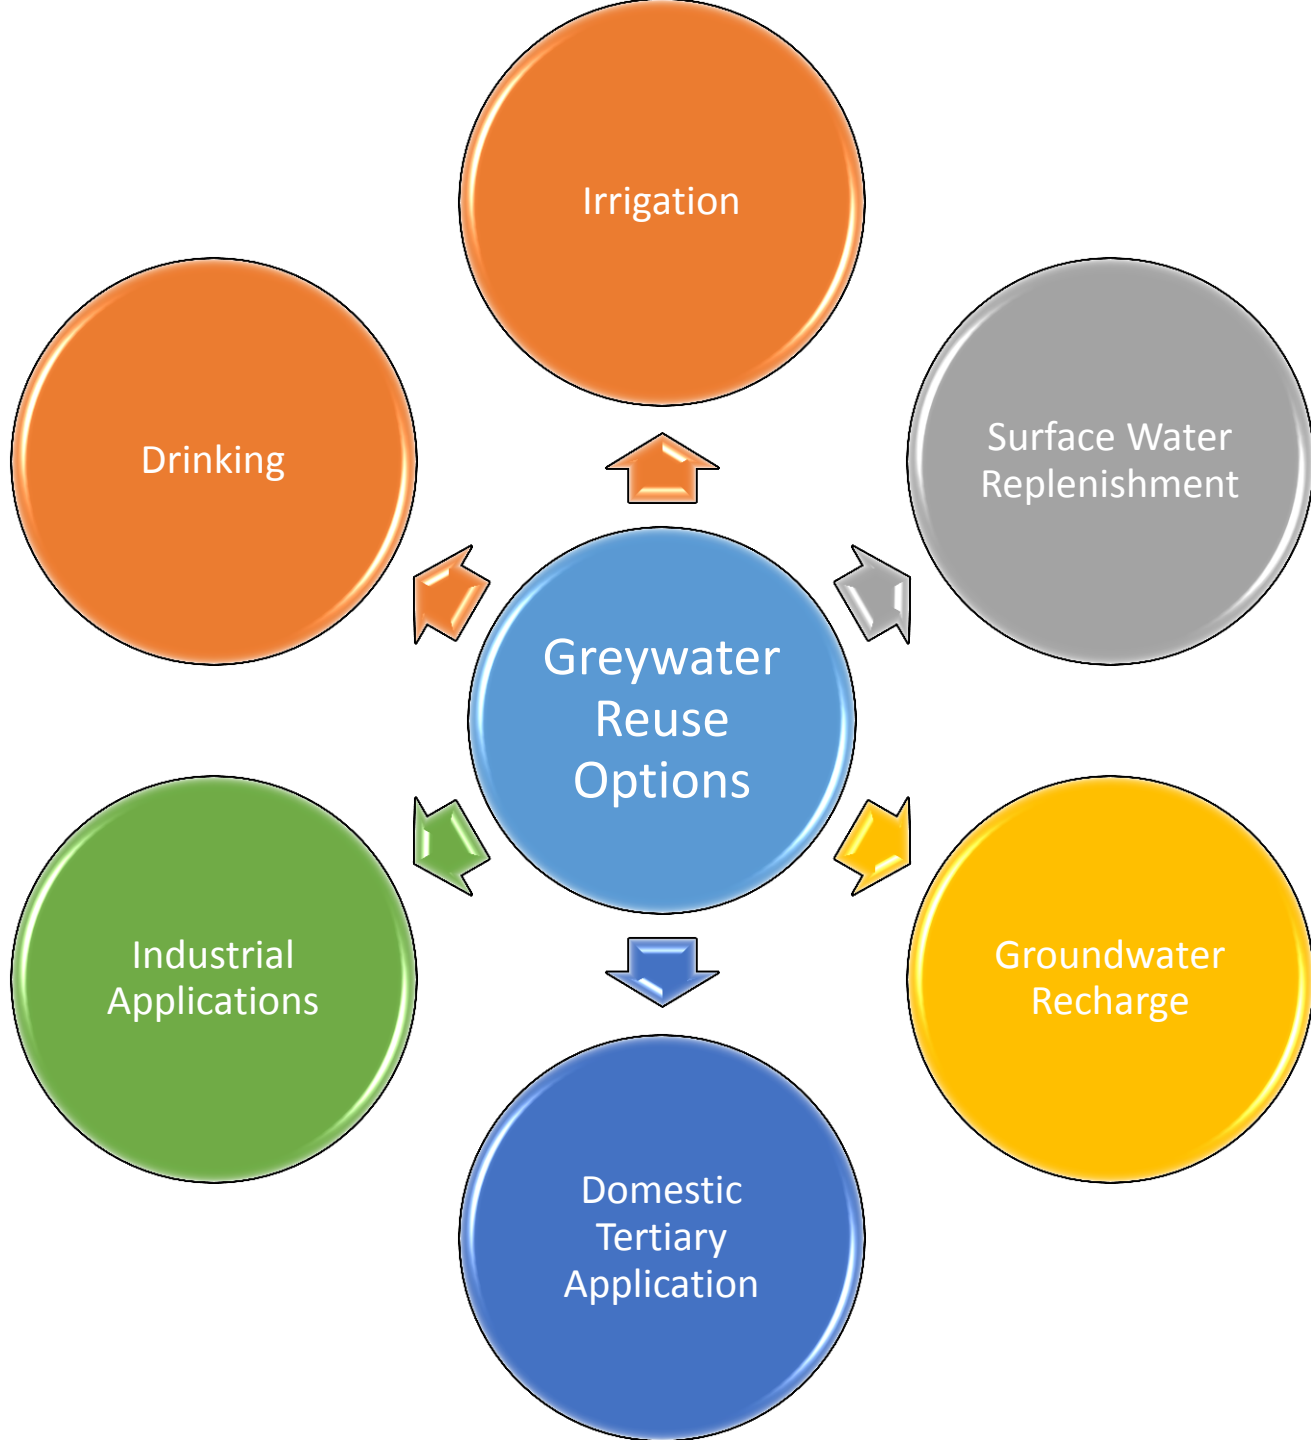 Irrigation
Surface Water
Replenishment
Groundwater
Recharge
Domestic
Tertiary
Application
Industrial
Applications
Drinking
Greywater
Reuse
Options